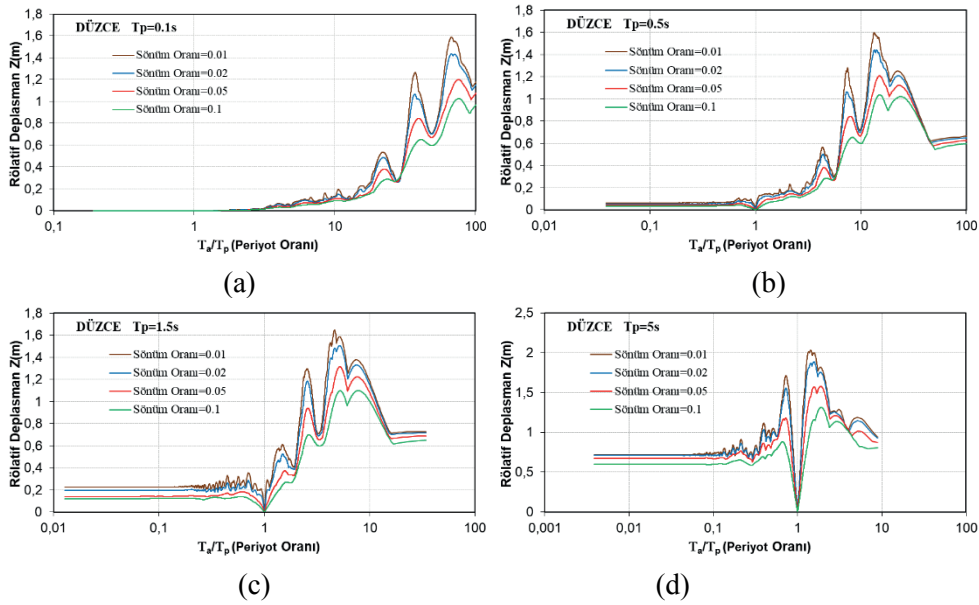 DÜZCE Tp=0.1s
Sönüm Oranı=0.01
Sönüm Oranı=0.02
Sönüm Oranı=0.05
Sönüm Oranı=0.1
Rölatif Deplasman Z(m)
1,8
1,6
1,4
1,2
1
0,8
0,6
0,4
0,2
0
0,1 1 10 100
Ta/Tp (Periyot Oranı)
(a)
DÜZCE Tp=0.5s
Sönüm Oranı=0.01
Sönüm Oranı=0.02
Sönüm Oranı=0.05
Sönüm Oranı=0.1
Rölatif Deplasman Z(m)
1,8
1,6
1,4
1,2
1
0,8
0,6
0,4
0,2
0
0,01 0,1 1 10 100
Ta/Tp (Periyot Oranı)
(b)
DÜZCE Tp=1.5s
Sönüm Oranı=0.01
Sönüm Oranı=0.02
Sönüm Oranı=0.05
Sönüm Oranı=0.1
Rölatif Deplasman Z(m)
1,8
1,6
1,4
1,2
1
0,8
0,6
0,4
0,2
0
0,01 0,1 1 10 100
Ta/Tp (Periyot Oranı)
(c)
DÜZCE Tp=5s
Sönüm Oranı=0.01
Sönüm Oranı=0.02
Sönüm Oranı=0.05
Sönüm Oranı=0.1
Rölatif Deplasman Z(m)
2,5
2
1,5
1
0,5
0
0,001 0,01 0,1 1 10 100
Ta/Tp (Periyot Oranı)
(d)